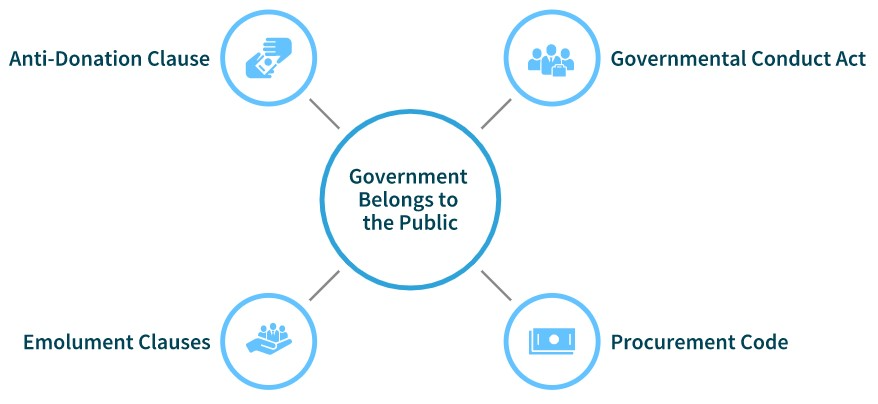 Anti-Donation Clause
Governmental Conduct Act
Government
Belongs to
the Public
Emolument Clauses
Procurement Code